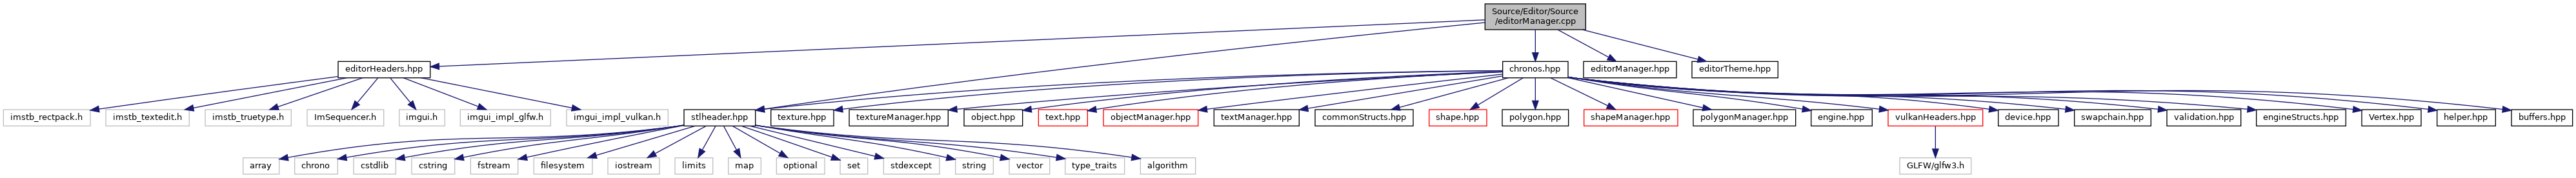 Source/Editor/Source
/editorManager.cpp
editorHeaders.hpp
chronos.hpp
editorManager.hpp
editorTheme.hpp
imstb_rectpack.h
imstb_textedit.h
imstb_truetype.h
ImSequencer.h
imgui.h
imgui_impl_glfw.h
imgui_impl_vulkan.h
stlheader.hpp
texture.hpp
textureManager.hpp
object.hpp
text.hpp
objectManager.hpp
textManager.hpp
commonStructs.hpp
shape.hpp
polygon.hpp
shapeManager.hpp
polygonManager.hpp
engine.hpp
vulkanHeaders.hpp
device.hpp
swapchain.hpp
validation.hpp
engineStructs.hpp
Vertex.hpp
helper.hpp
buffers.hpp
array
chrono
cstdlib
cstring
fstream
filesystem
iostream
limits
map
optional
set
stdexcept
string
vector
type_traits
algorithm
GLFW/glfw3.h